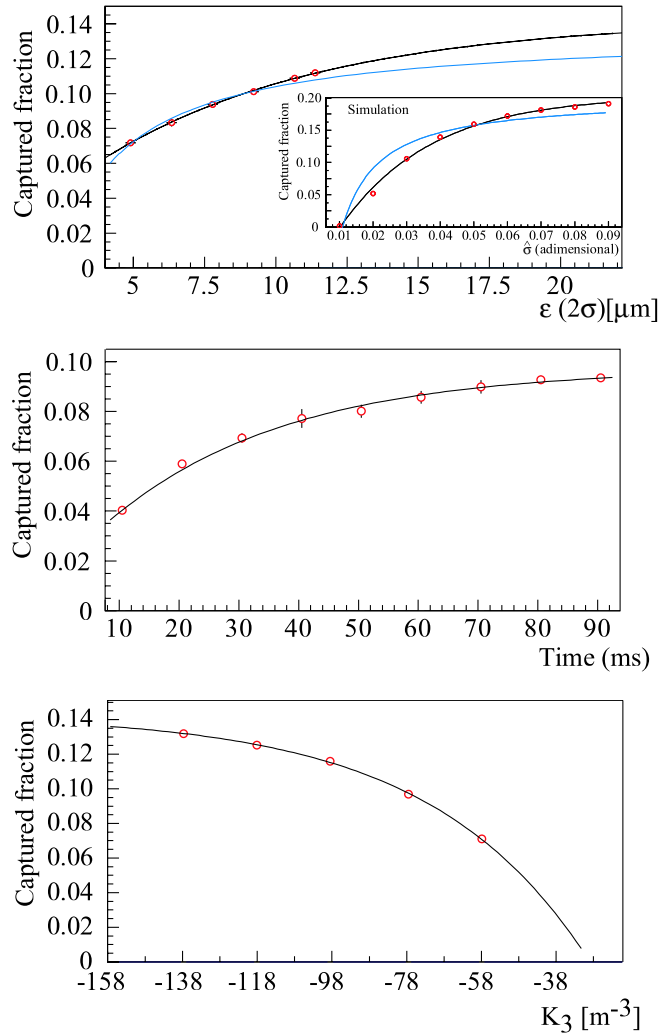 Captured fraction
0.14
0.12
0.10
0.08
0.06
0.04
0.02
0
5
7.5
10
12.5
15
17.5
20
ε (2σ)[μm]
Simulation
Captured fraction
0.20
0.15
0.10
0.05
0
0.01 0.02 0.03 0.04 0.05 0.06 0.07 0.08 0.09
σ̂ (adimensional)
Captured fraction
0.10
0.08
0.06
0.04
0.02
0
10 20 30 40 50 60 70 80 90
Time (ms)
Captured fraction
0.14
0.12
0.10
0.08
0.06
0.04
0.02
0
-158 -138 -118 -98 -78 -58 -38
K3 [m-3]